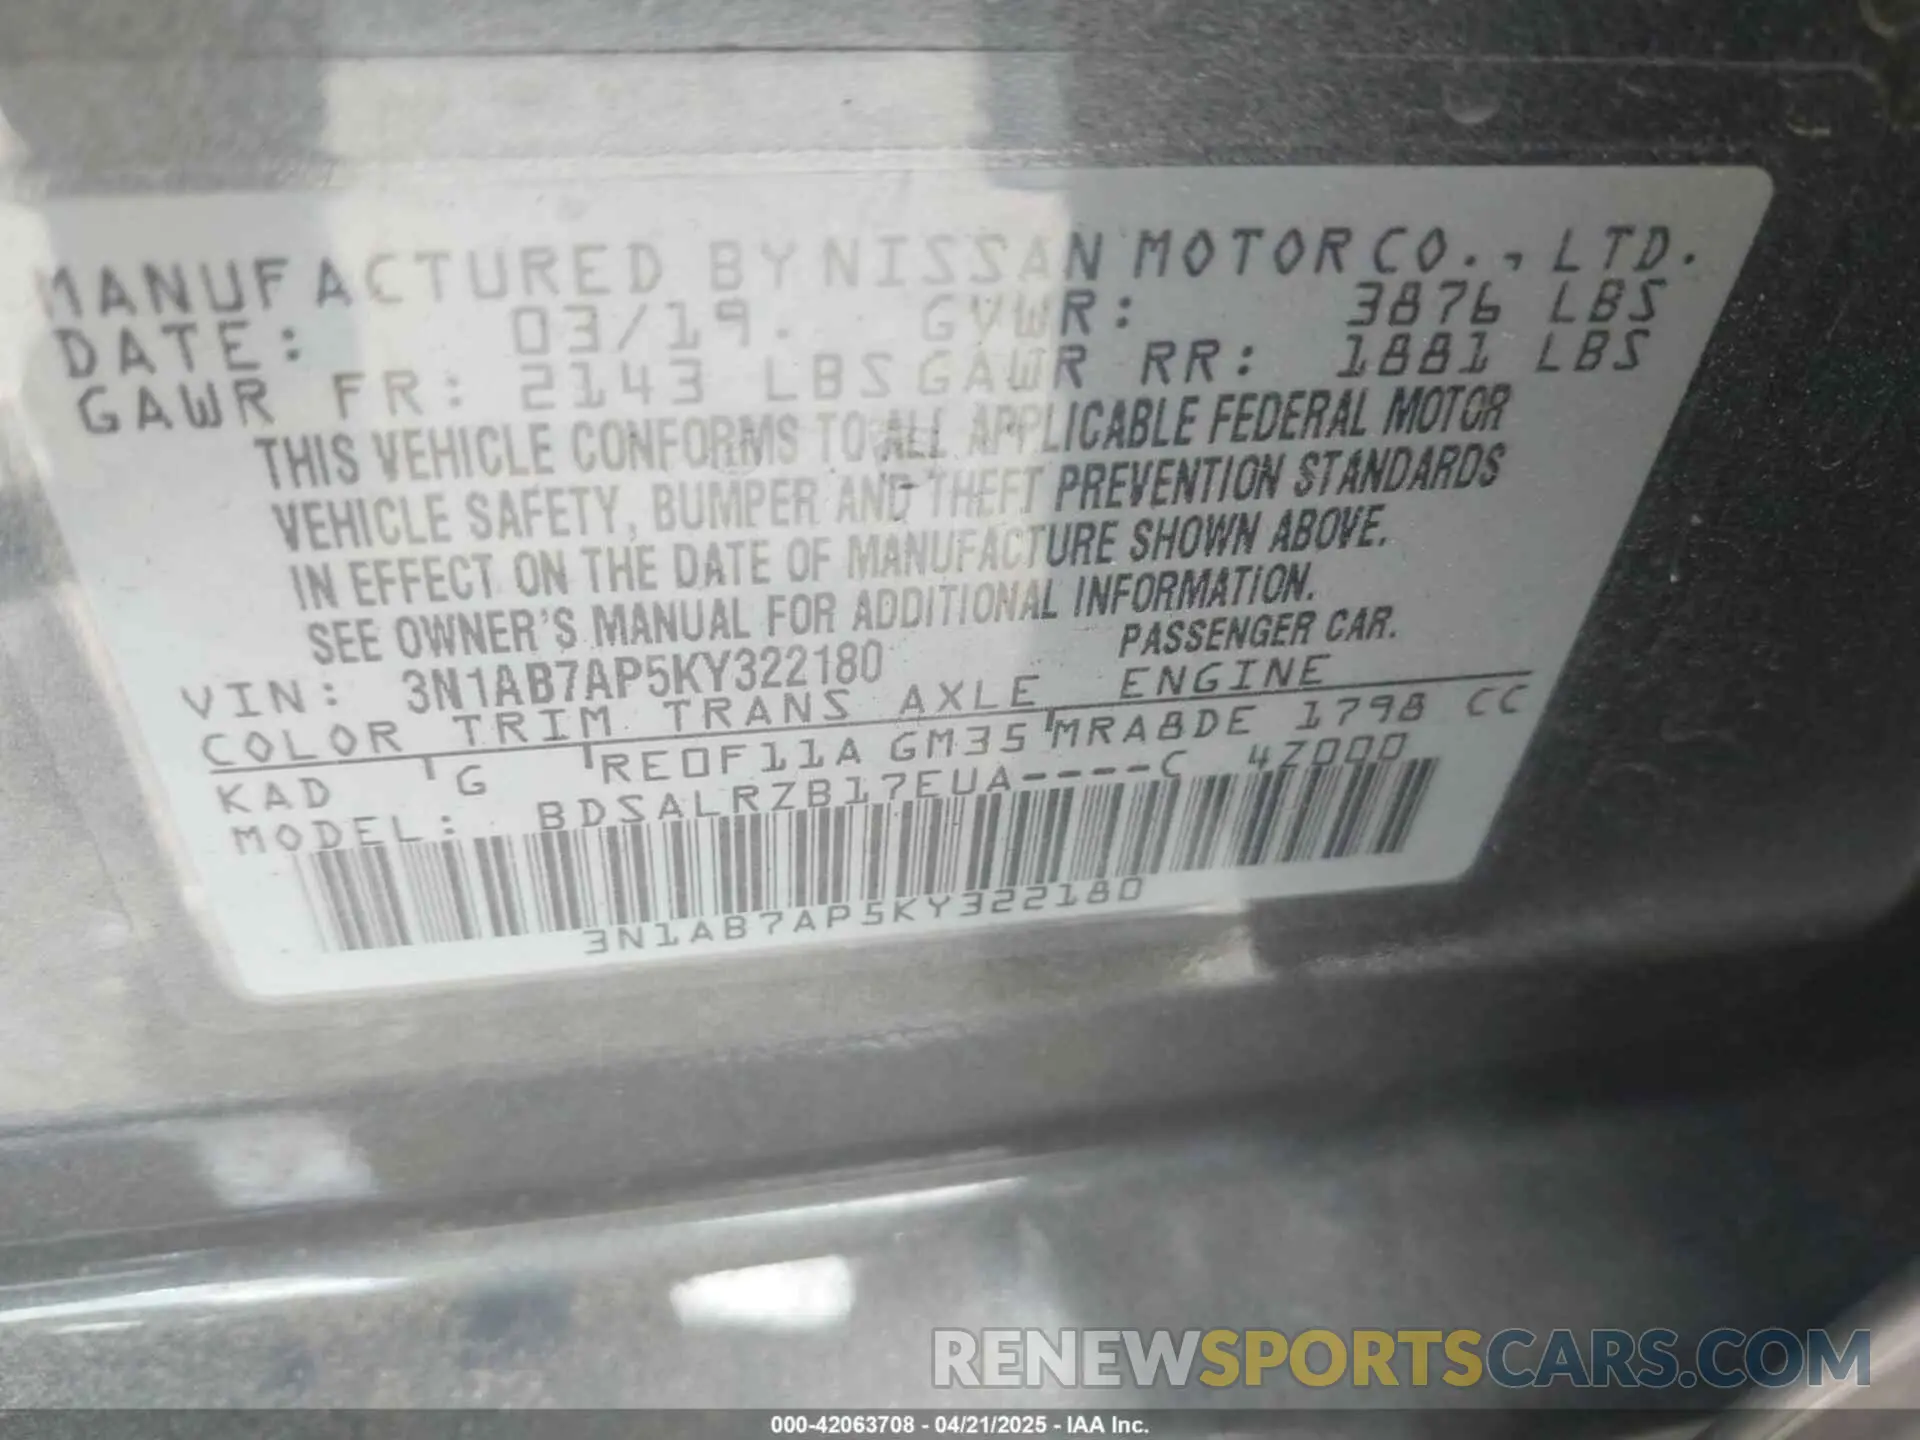 MANUFACTURED BY NISSAN MOTOR CO., LTD.
DATE: 03/19. GVWR: 3876 LBS
GAWR FR: 2143 LBS GAWR RR: 1881 LBS
THIS VEHICLE CONFORMS TO ALL APPLICABLE FEDERAL MOTOR
VEHICLE SAFETY, BUMPER AND THEFT PREVENTION STANDARDS
IN EFFECT ON THE DATE OF MANUFACTURE SHOWN ABOVE.
SEE OWNER'S MANUAL FOR ADDITIONAL INFORMATION.
VIN: 3N1AB7AP5KY322180 PASSENGER CAR.
COLOR TRIM TRANS AXLE ENGINE
KAD G RE0F11A GM35 MRA8DE 1798 CC
MODEL: BDSALRZB17EUA----C 4Z000
3N1AB7AP5KY322180
RENEWSPORTSCARS.COM
000-42063708 - 04/21/2025 - IAA Inc.